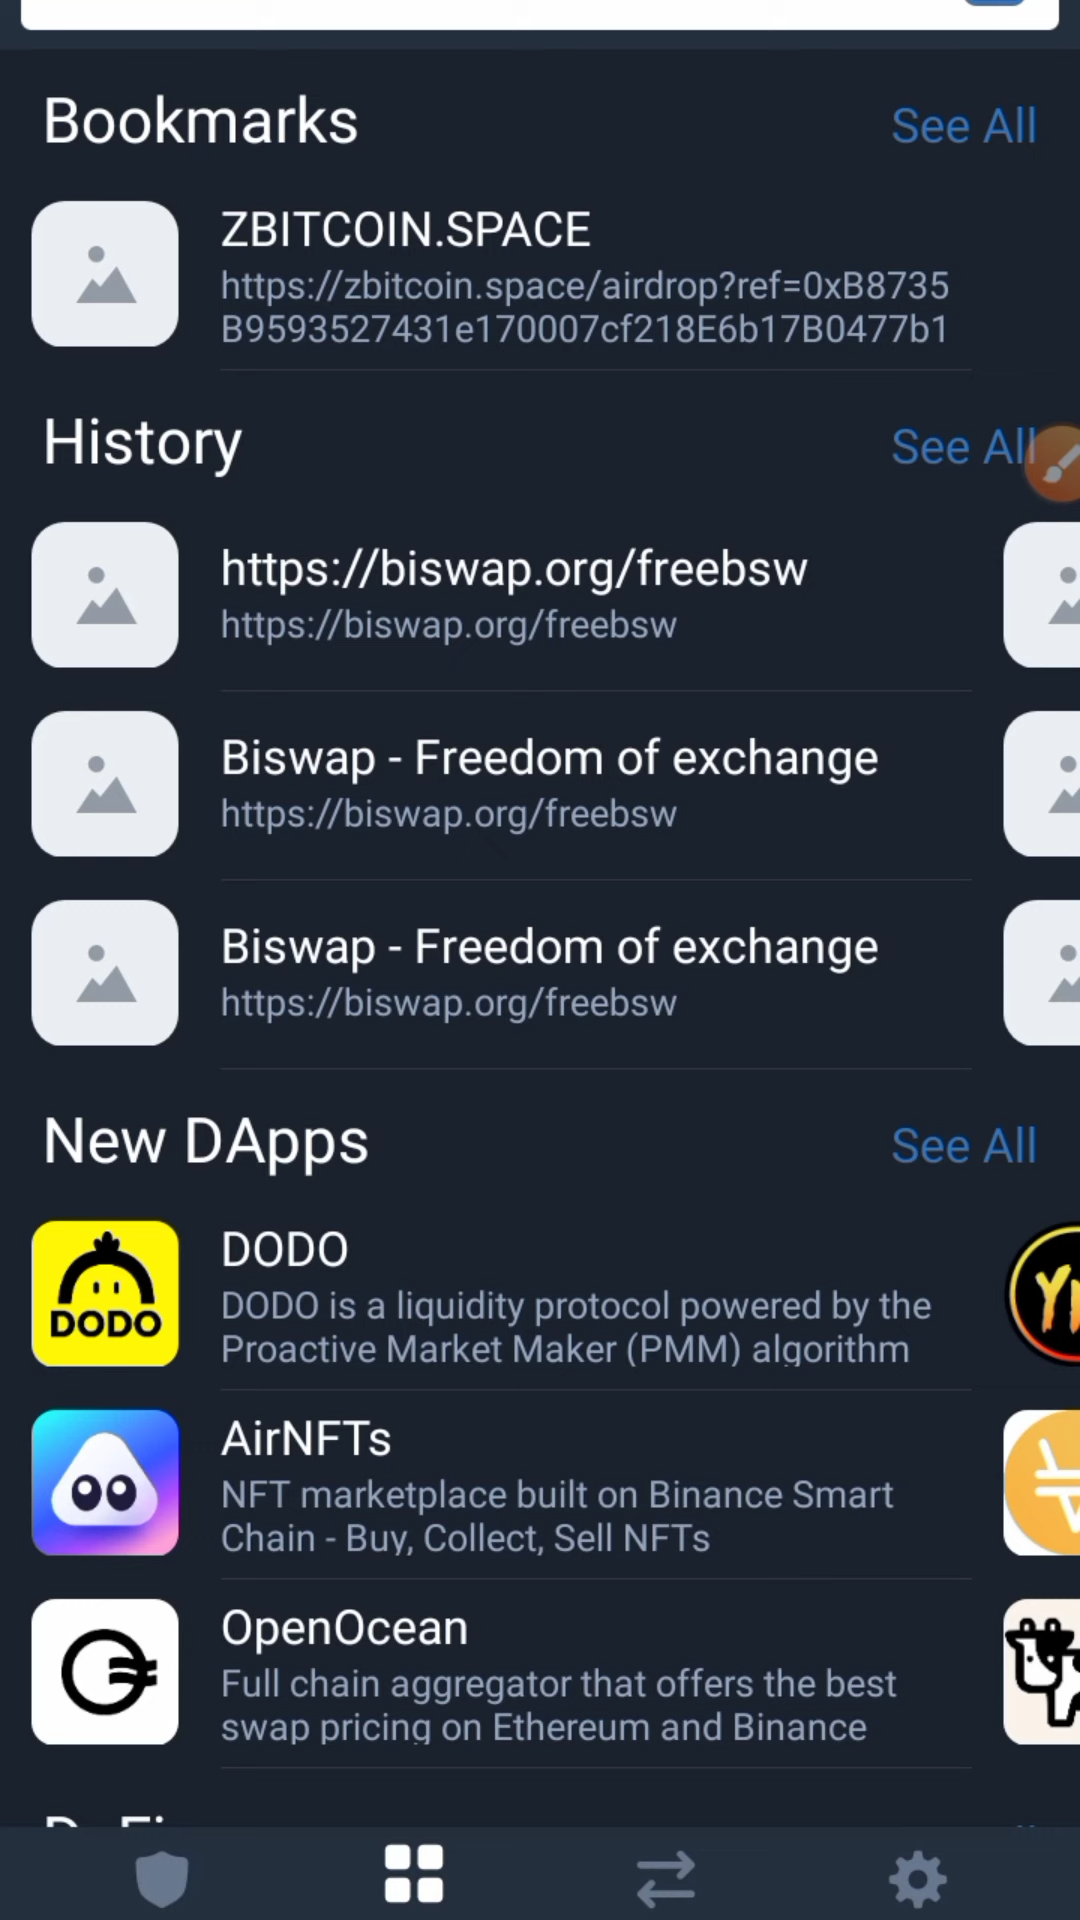 Bookmarks
See All
ZBITCOIN.SPACE
https://zbitcoin.space/airdrop?ref=0xB8735
B9593527431e170007cf218E6b17B0477b1
History
See All
https://biswap.org/freebsw
https://biswap.org/freebsw
Biswap - Freedom of exchange
https://biswap.org/freebsw
Biswap - Freedom of exchange
https://biswap.org/freebsw
New DApps
See All
DODO
DODO
DODO is a liquidity protocol powered by the
Proactive Market Maker (PMM) algorithm
AirNFTs
NFT marketplace built on Binance Smart
Chain - Buy, Collect, Sell NFTs
OpenOcean
Full chain aggregator that offers the best
swap pricing on Ethereum and Binance